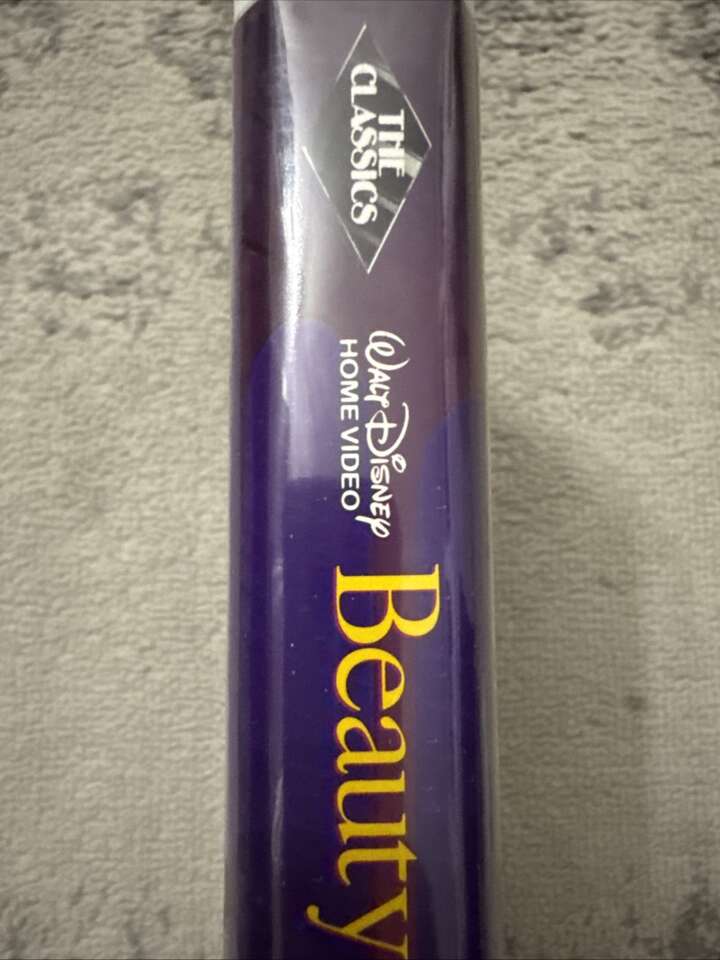 THE
CLASSICS
WALT DISNEY
HOME VIDEO
Beauty